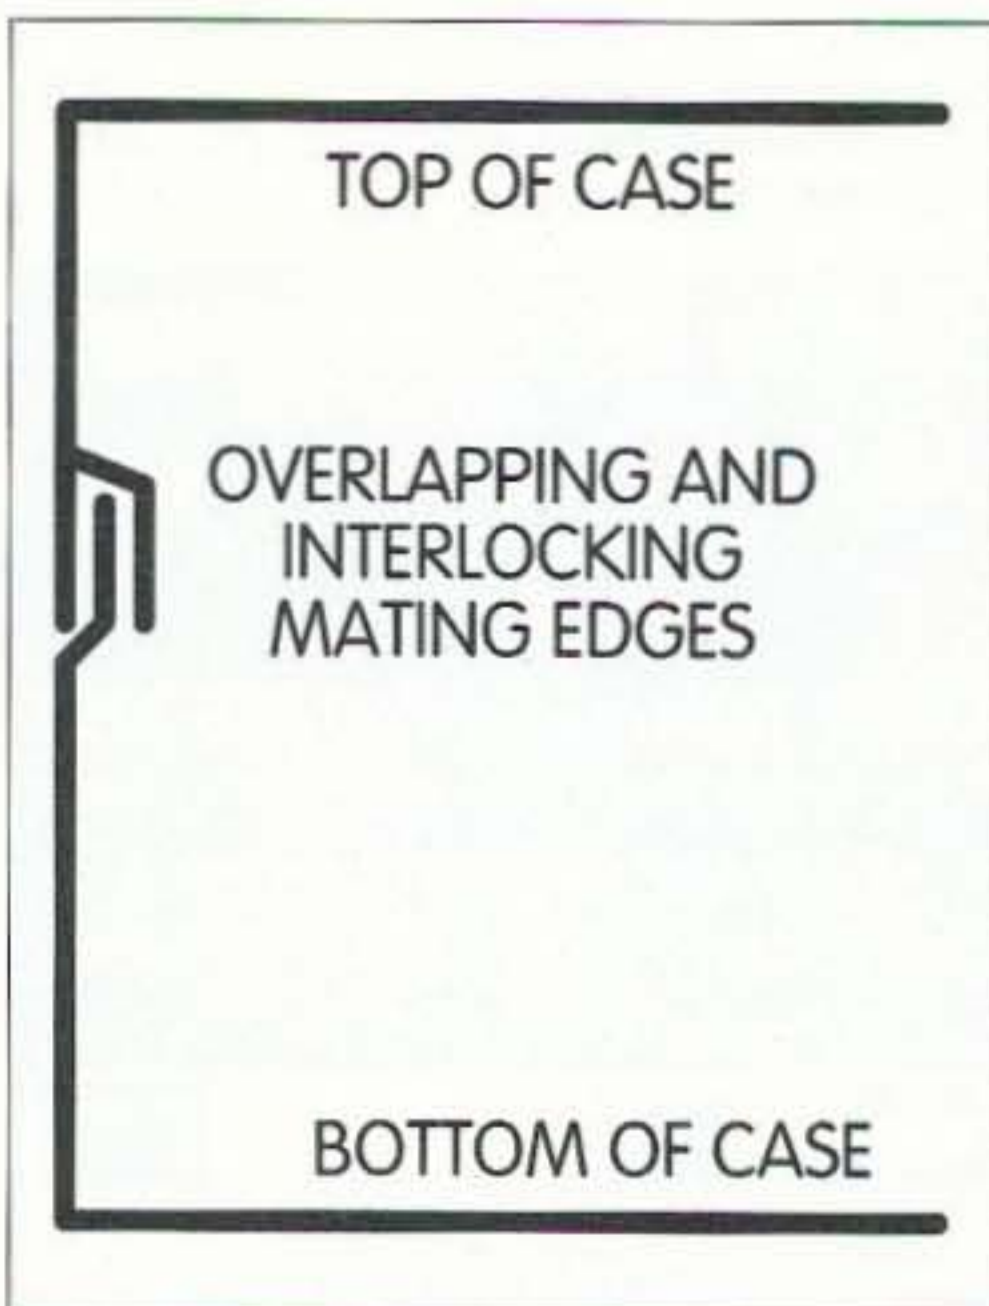 TOP OF CASE
OVERLAPPING AND
INTERLOCKING
MATING EDGES
BOTTOM OF CASE